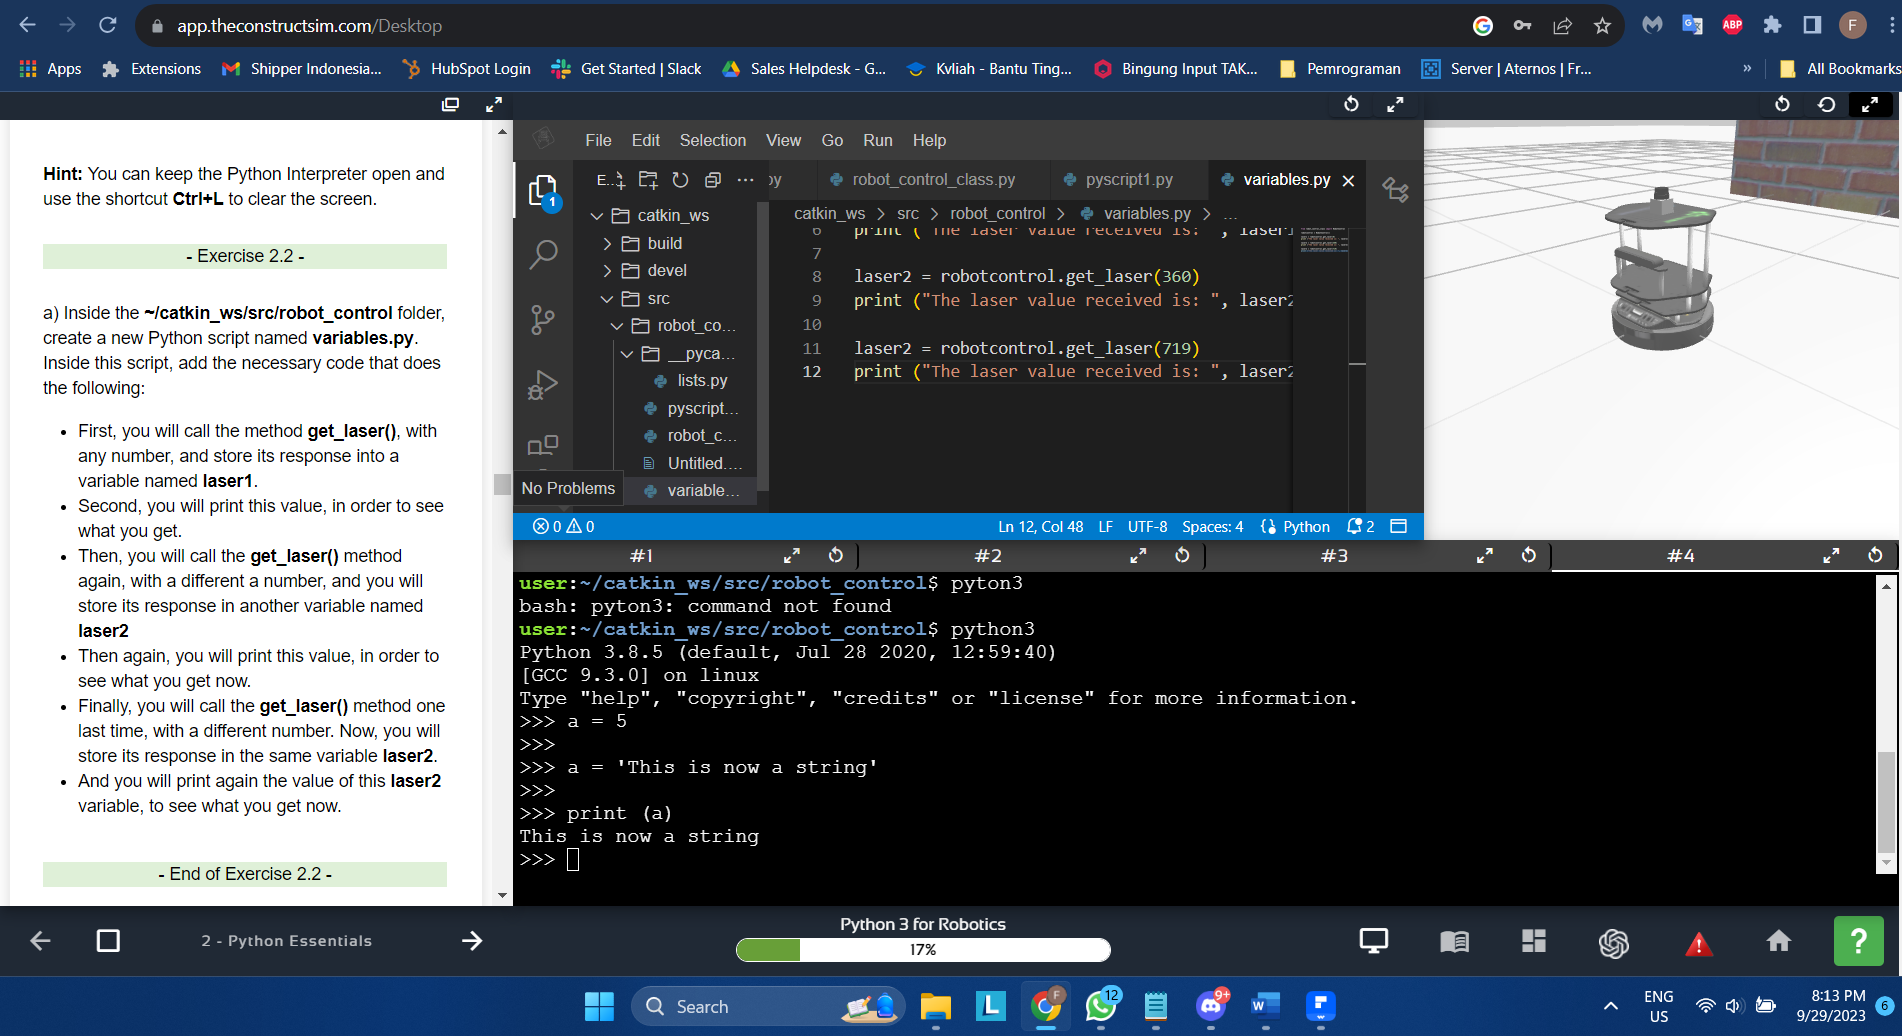 app.theconstructsim.com/Desktop
ABP
F
Apps
Extensions
Shipper Indonesia...
HubSpot Login
Get Started | Slack
Sales Helpdesk - G...
Kvliah - Bantu Ting...
Bingung Input TAK...
Pemrograman
Server | Aternos | Fr...
»
All Bookmarks
Hint: You can keep the Python Interpreter open and
use the shortcut Ctrl+L to clear the screen.
- Exercise 2.2 -
a) Inside the ~/catkin_ws/src/robot_control folder,
create a new Python script named variables.py.
Inside this script, add the necessary code that does
the following:
• First, you will call the method get_laser(), with
any number, and store its response into a
variable named laser1.
• Second, you will print this value, in order to see
what you get.
• Then, you will call the get_laser() method
again, with a different a number, and you will
store its response in another variable named
laser2
• Then again, you will print this value, in order to
see what you get now.
• Finally, you will call the get_laser() method one
last time, with a different number. Now, you will
store its response in the same variable laser2.
• And you will print again the value of this laser2
variable, to see what you get now.
- End of Exercise 2.2 -
File Edit Selection View Go Run Help
1
E...
catkin_ws
build
devel
src
robot_co...
__pyca...
lists.py
pyscript...
robot_c...
Untitled....
variable...
No Problems
py
robot_control_class.py
pyscript1.py
variables.py
catkin_ws > src > robot_control > variables.py > ...
6 print ("The laser value received is: ", laser1
7
8 laser2 = robotcontrol.get_laser(360)
9 print ("The laser value received is: ", laser2
10
11 laser2 = robotcontrol.get_laser(719)
12 print ("The laser value received is: ", laser2
0 0
Ln 12, Col 48 LF UTF-8 Spaces: 4 Python 2
#1 #2 #3 #4
user:~/catkin_ws/src/robot_control$ pyton3
bash: pyton3: command not found
user:~/catkin_ws/src/robot_control$ python3
Python 3.8.5 (default, Jul 28 2020, 12:59:40)
[GCC 9.3.0] on linux
Type "help", "copyright", "credits" or "license" for more information.
>>> a = 5
>>>
>>> a = 'This is now a string'
>>>
>>> print (a)
This is now a string
>>>
2 - Python Essentials
Python 3 for Robotics
17%
?
Search
L
F
12
9+
W
ENG
US
8:13 PM
9/29/2023
6